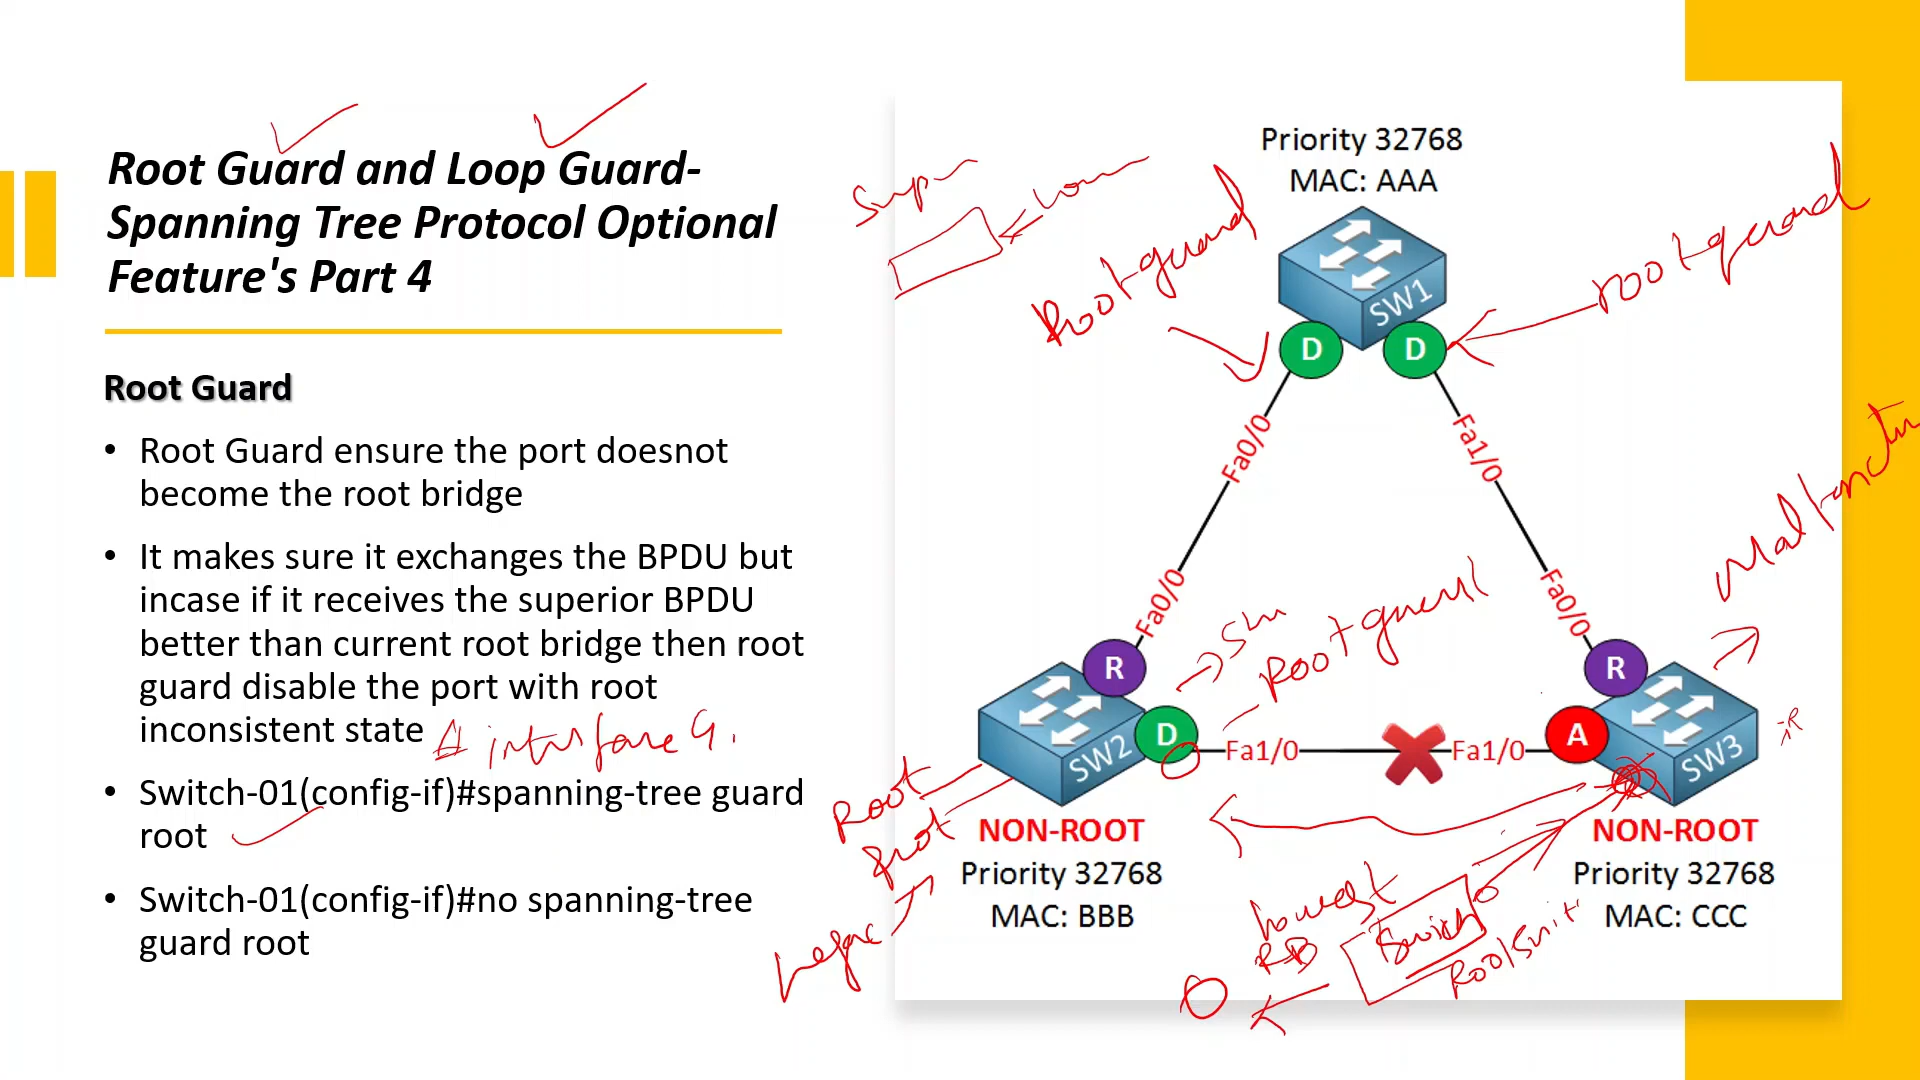 Root Guard and Loop Guard-
Spanning Tree Protocol Optional
Feature's Part 4
Root Guard
• Root Guard ensure the port doesnot
become the root bridge
• It makes sure it exchanges the BPDU but
incase if it receives the superior BPDU
better than current root bridge then root
guard disable the port with root
inconsistent state
• Switch-01(config-if)#spanning-tree guard
root
• Switch-01(config-if)#no spanning-tree
guard root
Priority 32768
MAC: AAA
Rootguard
rootguard
SW1
D
D
Fa0/0
Fa1/0
Fa0/0
Fa0/0
R
R
Root
D
A
SW2
SW3
Fa1/0
Fa1/0
Root
NON-ROOT
NON-ROOT
Priority 32768
Priority 32768
MAC: BBB
MAC: CCC
lowest
RB
Switch